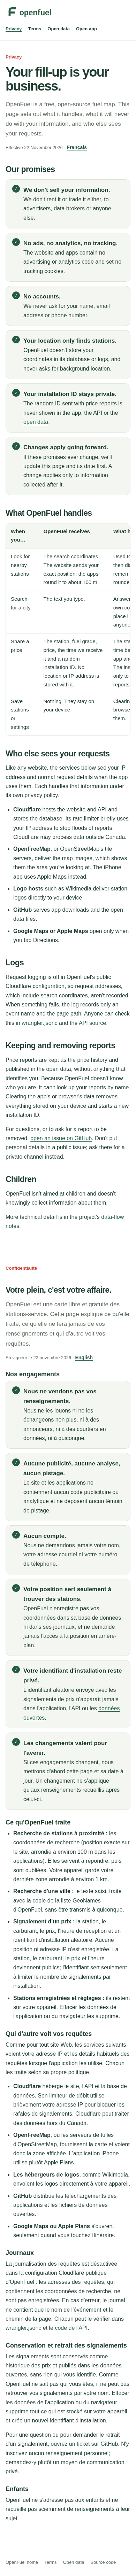 openfuel
Privacy Terms Open data Open app
Privacy
Your fill-up is your
business.
OpenFuel is a free, open-source fuel map. This
page sets out what it handles, what it will never
do with your information, and who else sees
your requests.
Effective 22 November 2026 · Français
Our promises
We don't sell your information.
We don't rent it or trade it either, to
advertisers, data brokers or anyone
else.
No ads, no analytics, no tracking.
The website and apps contain no
advertising or analytics code and set no
tracking cookies.
No accounts.
We never ask for your name, email
address or phone number.
Your location only finds stations.
OpenFuel doesn't store your
coordinates in its database or logs, and
never asks for background location.
Your installation ID stays private.
The random ID sent with price reports is
never shown in the app, the API or the
open data.
Changes apply going forward.
If these promises ever change, we'll
update this page and its date first. A
change applies only to information
collected after it.
What OpenFuel handles
When
you…
OpenFuel receives
Look for
nearby
stations
The search coordinates.
The website sends your
exact position; the apps
round it to about 100 m.
Search
for a city
The text you type.
Share a
price
The station, fuel grade,
price; the time we receive
it and a random
installation ID. No
location or IP address is
stored with it.
Save
stations
or
settings
Nothing. They stay on
your device.
Who else sees your requests
Like any website, the services below see your IP
address and normal request details when the app
uses them. Each handles that information under
its own privacy policy.
• Cloudflare hosts the website and API and
stores the database. Its rate limiter briefly uses
your IP address to stop floods of reports.
Cloudflare may process data outside Canada.
• OpenFreeMap, or OpenStreetMap's tile
servers, deliver the map images, which shows
them the area you're looking at. The iPhone
app uses Apple Maps instead.
• Logo hosts such as Wikimedia deliver station
logos directly to your device.
• GitHub serves app downloads and the open
data files.
• Google Maps or Apple Maps open only when
you tap Directions.
Logs
Request logging is off in OpenFuel's public
Cloudflare configuration, so request addresses,
which include search coordinates, aren't recorded.
When something fails, the log records only an
event name and the page path. Anyone can check
this in wrangler.jsonc and the API source.
Keeping and removing reports
Price reports are kept as the price history and
published in the open data, without anything that
identifies you. Because OpenFuel doesn't know
who you are, it can't look up your reports by name.
Clearing the app's or browser's data removes
everything stored on your device and starts a new
installation ID.
For questions, or to ask for a report to be
removed, open an issue on GitHub. Don't put
personal details in a public issue; ask there for a
private channel instead.
Children
OpenFuel isn't aimed at children and doesn't
knowingly collect information about them.
More technical detail is in the project's data-flow
notes.
Confidentialité
Votre plein, c'est votre affaire.
OpenFuel est une carte libre et gratuite des
stations-service. Cette page explique ce qu'elle
traite, ce qu'elle ne fera jamais de vos
renseignements et qui d'autre voit vos
requêtes.
En vigueur le 22 novembre 2026 · English
Nos engagements
Nous ne vendons pas vos
renseignements.
Nous ne les louons ni ne les
échangeons non plus, ni à des
annonceurs, ni à des courtiers en
données, ni à quiconque.
Aucune publicité, aucune analyse,
aucun pistage.
Le site et les applications ne
contiennent aucun code publicitaire ou
analytique et ne déposent aucun témoin
de pistage.
Aucun compte.
Nous ne demandons jamais votre nom,
votre adresse courriel ni votre numéro
de téléphone.
Votre position sert seulement à
trouver des stations.
OpenFuel n'enregistre pas vos
coordonnées dans sa base de données
ni dans ses journaux, et ne demande
jamais l'accès à la position en arrière-
plan.
Votre identifiant d'installation reste
privé.
L'identifiant aléatoire envoyé avec les
signalements de prix n'apparaît jamais
dans l'application, l'API ou les données
ouvertes.
Les changements valent pour
l'avenir.
Si ces engagements changent, nous
mettrons d'abord cette page et sa date à
jour. Un changement ne s'applique
qu'aux renseignements recueillis après
celui-ci.
Ce qu'OpenFuel traite
• Recherche de stations à proximité : les
coordonnées de recherche (position exacte sur
le site, arrondie à environ 100 m dans les
applications). Elles servent à répondre, puis
sont oubliées. Votre appareil garde votre
dernière zone arrondie à environ 1 km.
• Recherche d'une ville : le texte saisi, traité
avec la copie de la liste GeoNames
d'OpenFuel, sans être transmis à quiconque.
• Signalement d'un prix : la station, le
carburant, le prix, l'heure de réception et un
identifiant d'installation aléatoire. Aucune
position ni adresse IP n'est enregistrée. La
station, le carburant, le prix et l'heure
deviennent publics; l'identifiant sert seulement
à limiter le nombre de signalements par
installation.
• Stations enregistrées et réglages : ils restent
sur votre appareil. Effacer les données de
l'application ou du navigateur les supprime.
Qui d'autre voit vos requêtes
Comme pour tout site Web, les services suivants
voient votre adresse IP et les détails habituels des
requêtes lorsque l'application les utilise. Chacun
les traite selon sa propre politique.
• Cloudflare héberge le site, l'API et la base de
données. Son limiteur de débit utilise
brièvement votre adresse IP pour bloquer les
rafales de signalements. Cloudflare peut traiter
des données hors du Canada.
• OpenFreeMap, ou les serveurs de tuiles
d'OpenStreetMap, fournissent la carte et voient
donc la zone affichée. L'application iPhone
utilise plutôt Apple Plans.
• Les hébergeurs de logos, comme Wikimedia,
envoient les logos directement à votre appareil.
• GitHub distribue les téléchargements des
applications et les fichiers de données
ouvertes.
• Google Maps ou Apple Plans s'ouvrent
seulement quand vous touchez Itinéraire.
Journaux
La journalisation des requêtes est désactivée
dans la configuration Cloudflare publique
d'OpenFuel : les adresses des requêtes, qui
contiennent les coordonnées de recherche, ne
sont pas enregistrées. En cas d'erreur, le journal
ne contient que le nom de l'événement et le
chemin de la page. Chacun peut le vérifier dans
wrangler.jsonc et le code de l'API.
Conservation et retrait des signalements
Les signalements sont conservés comme
historique des prix et publiés dans les données
ouvertes, sans rien qui vous identifie. Comme
OpenFuel ne sait pas qui vous êtes, il ne peut pas
retrouver vos signalements par votre nom. Effacer
les données de l'application ou du navigateur
supprime tout ce qui est stocké sur votre appareil
et crée un nouvel identifiant d'installation.
Pour une question ou pour demander le retrait
d'un signalement, ouvrez un ticket sur GitHub. N'y
inscrivez aucun renseignement personnel;
demandez-y plutôt un moyen de communication
privé.
Enfants
OpenFuel ne s'adresse pas aux enfants et ne
recueille pas sciemment de renseignements à leur
sujet.
OpenFuel home Terms Open data Source code